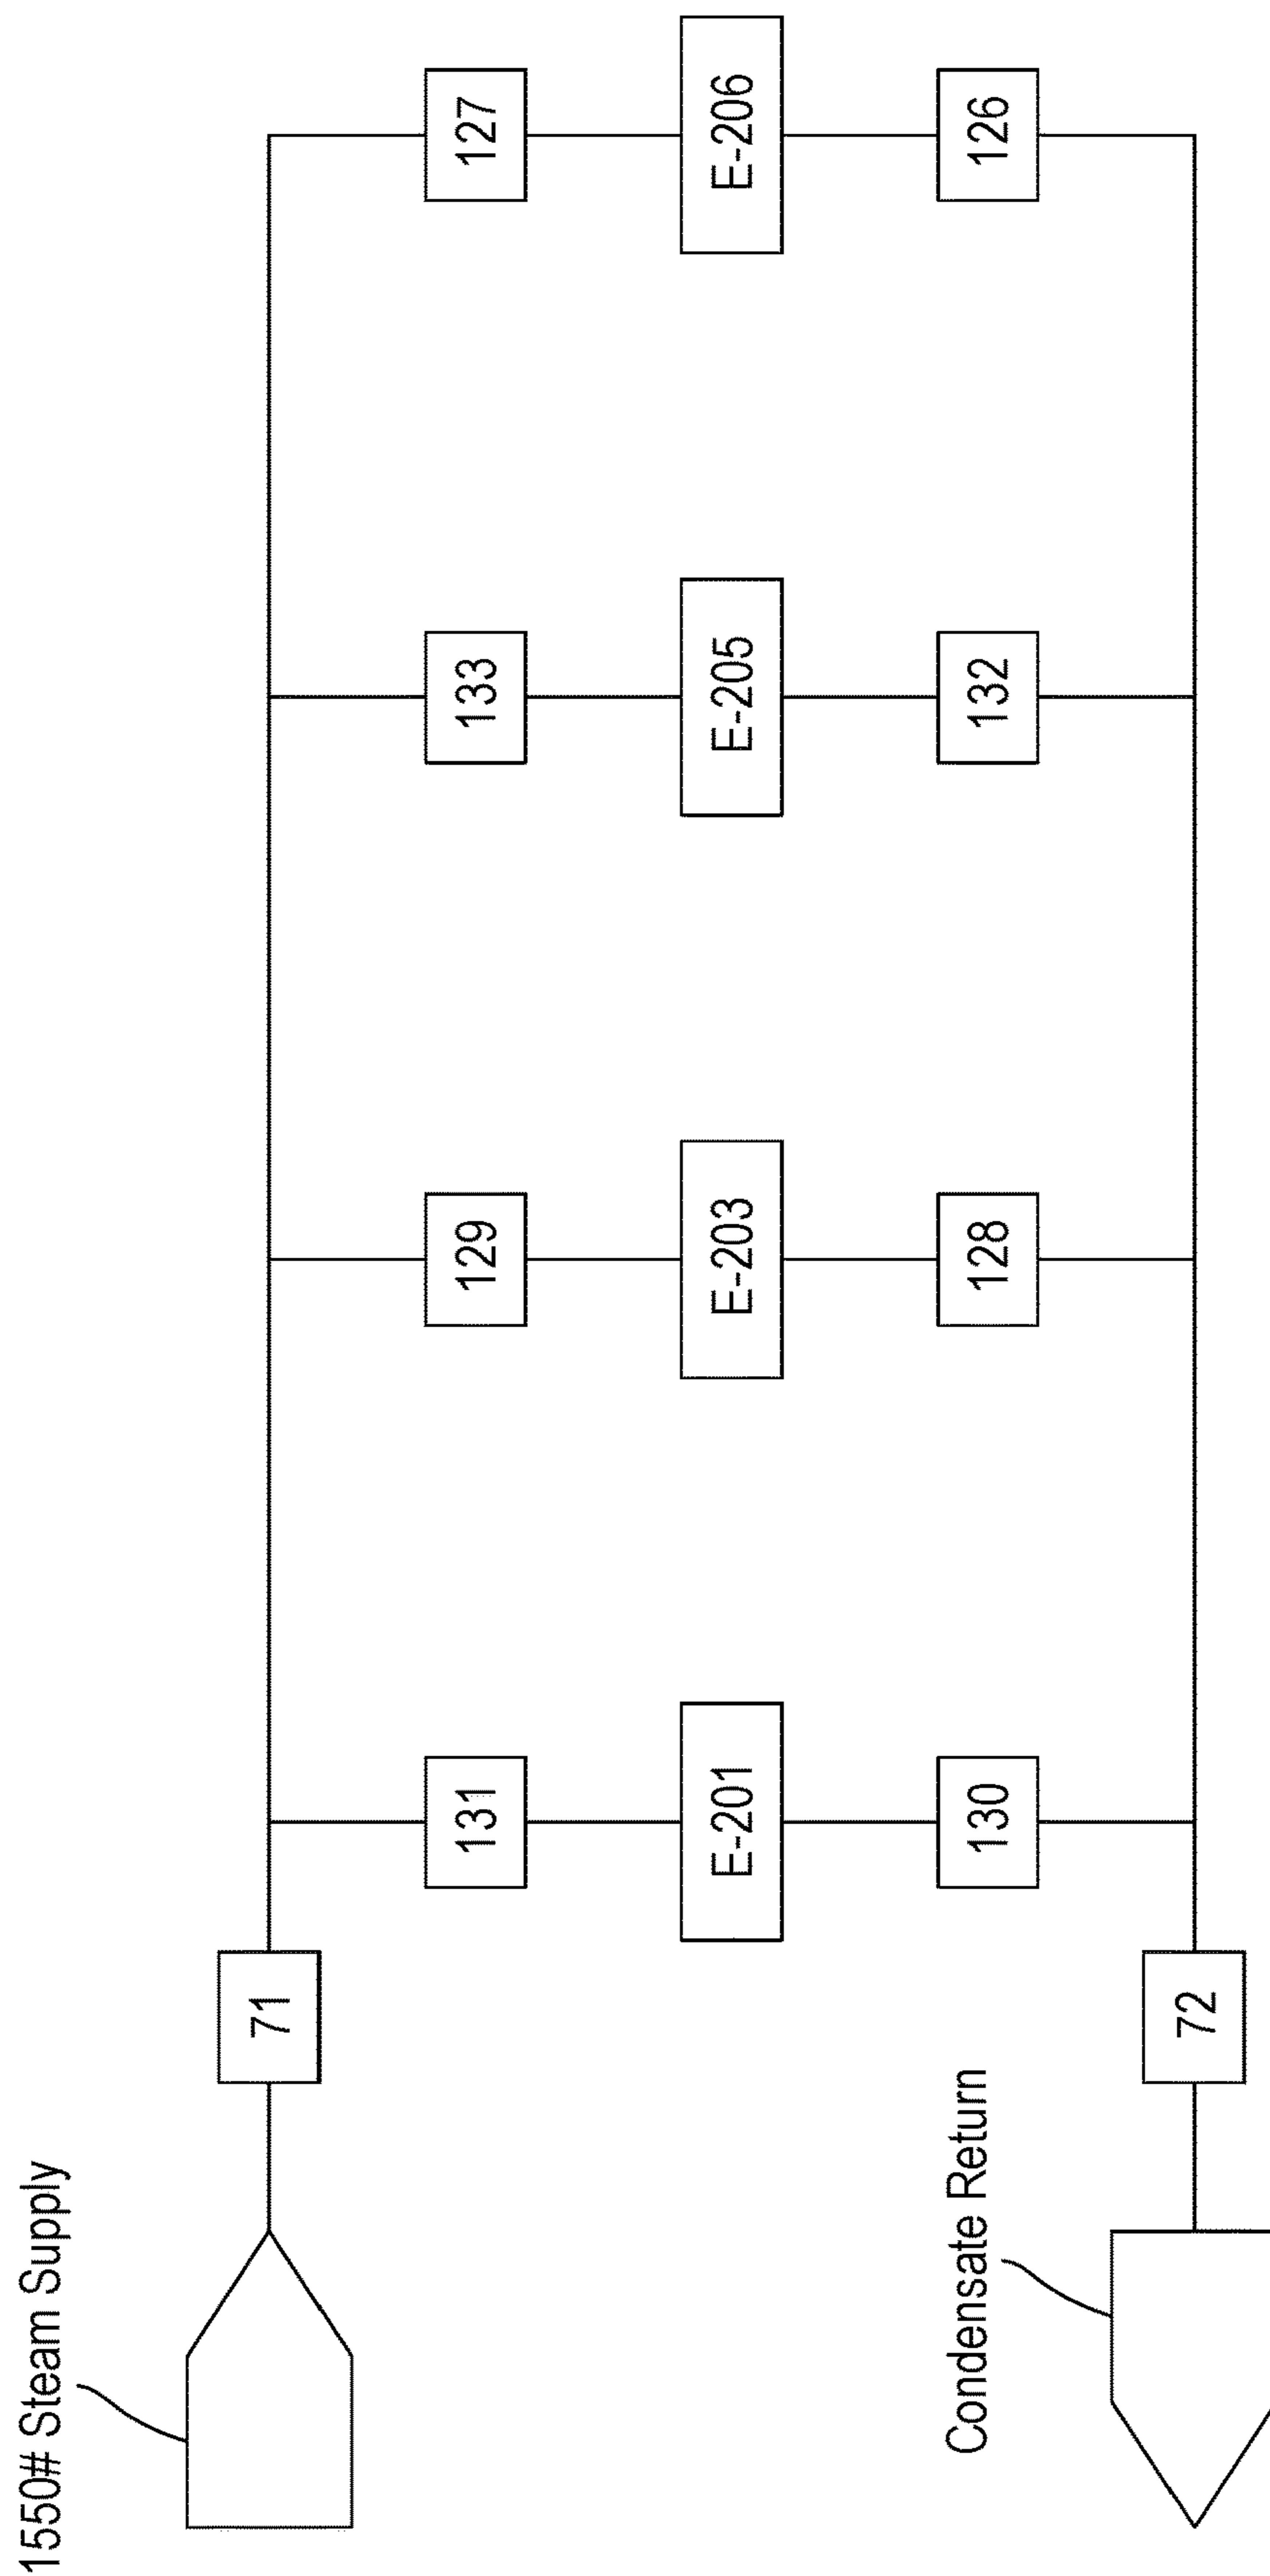 1550# Steam Supply
71
131
129
133
127
E-201
E-203
E-205
E-206
130
128
132
126
Condensate Return
72